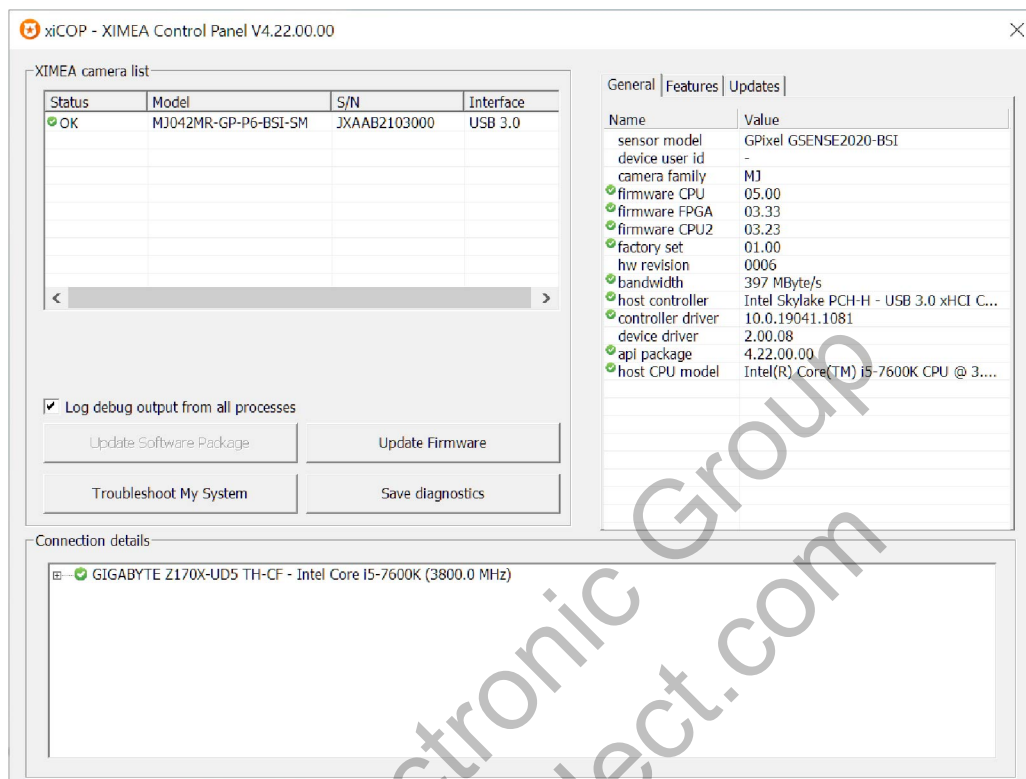 xiCOP - XIMEA Control Panel V4.22.00.00
XIMEA camera list
Status Model S/N Interface
OK MJ042MR-GP-P6-BSI-SM JXAAB2103000 USB 3.0
Log debug output from all processes
Update Software Package Update Firmware
Troubleshoot My System Save diagnostics
General Features Updates
Name Value
sensor model GPixel GSENSE2020-BSI
device user id -
camera family MJ
firmware CPU 05.00
firmware FPGA 03.33
firmware CPU2 03.23
factory set 01.00
hw revision 0006
bandwidth 397 MByte/s
host controller Intel Skylake PCH-H - USB 3.0 xHCI C...
controller driver 10.0.19041.1081
device driver 2.00.08
api package 4.22.00.00
host CPU model Intel(R) Core(TM) i5-7600K CPU @ 3....
Connection details
GIGABYTE Z170X-UD5 TH-CF - Intel Core i5-7600K (3800.0 MHz)
Group
com